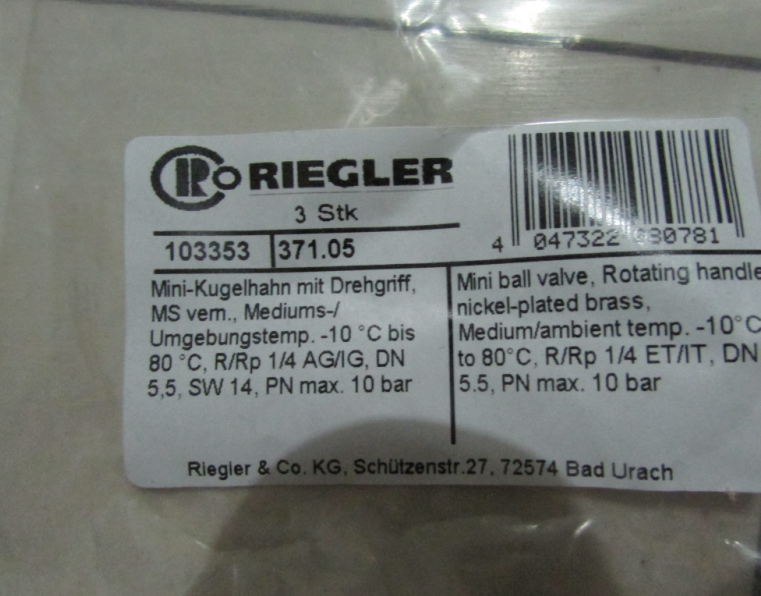 RIEGLER
3 Stk
103353 371.05
4 047322 080781
Mini-Kugelhahn mit Drehgriff,
MS vern., Mediums-/
Umgebungstemp. -10 °C bis
80 °C, R/Rp 1/4 AG/IG, DN
5,5, SW 14, PN max. 10 bar
Mini ball valve, Rotating handle
nickel-plated brass,
Medium/ambient temp. -10°C
to 80°C, R/Rp 1/4 ET/IT, DN
5.5, PN max. 10 bar
Riegler & Co. KG, Schützenstr.27, 72574 Bad Urach